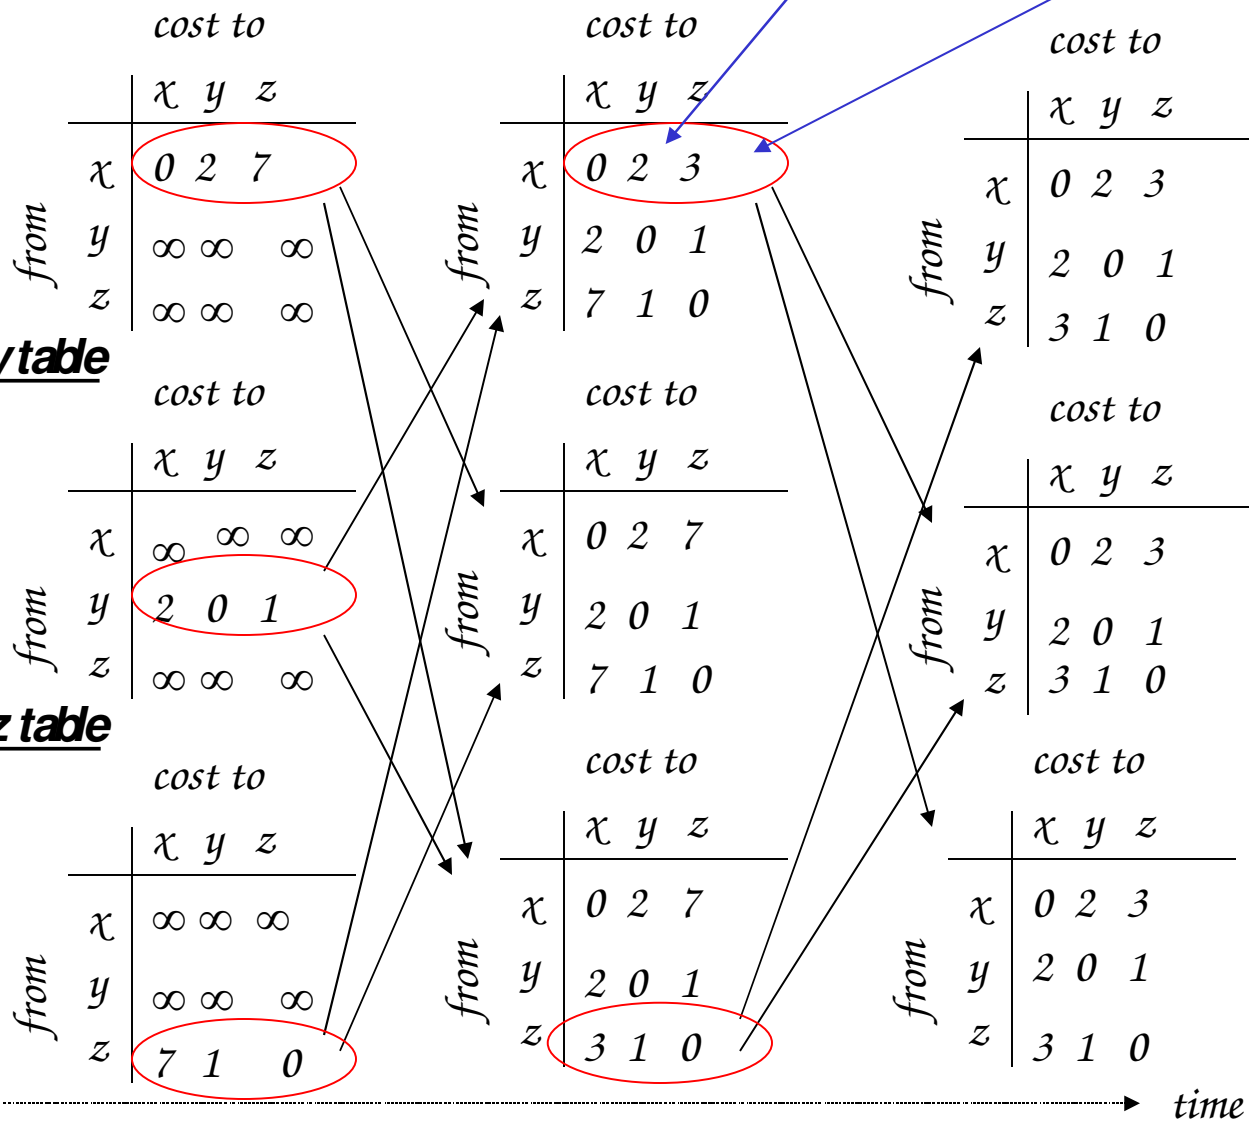 cost to
x y z
from
x 0 2 7
y ∞ ∞ ∞
z ∞ ∞ ∞
cost to
x y z
from
x 0 2 3
y 2 0 1
z 7 1 0
cost to
x y z
from
x 0 2 3
y 2 0 1
z 3 1 0
y table
cost to
x y z
from
x ∞ ∞ ∞
y 2 0 1
z ∞ ∞ ∞
cost to
x y z
from
x 0 2 7
y 2 0 1
z 7 1 0
cost to
x y z
from
x 0 2 3
y 2 0 1
z 3 1 0
z table
cost to
x y z
from
x ∞ ∞ ∞
y ∞ ∞ ∞
z 7 1 0
cost to
x y z
from
x 0 2 7
y 2 0 1
z 3 1 0
cost to
x y z
from
x 0 2 3
y 2 0 1
z 3 1 0
time